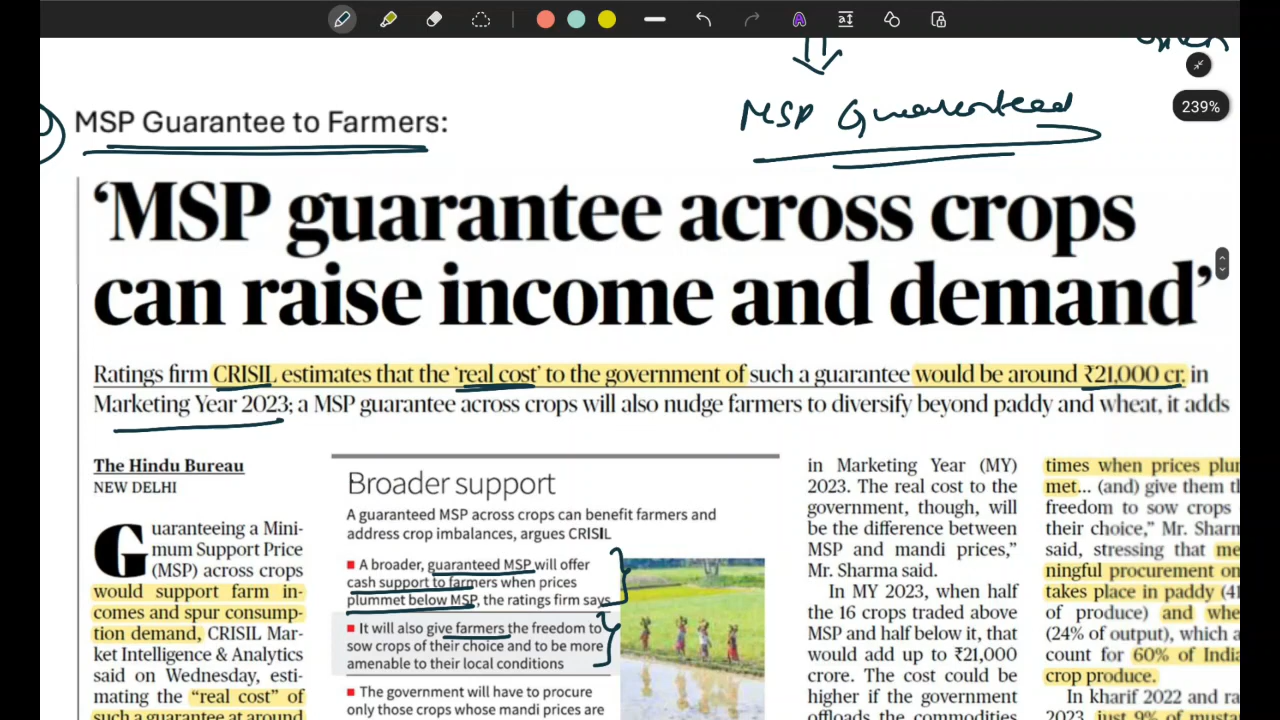 239%
MSP Guaranteed
MSP Guarantee to Farmers:
‘MSP guarantee across crops
can raise income and demand’
Ratings firm CRISIL estimates that the ‘real cost’ to the government of such a guarantee would be around ₹21,000 cr. in
Marketing Year 2023; a MSP guarantee across crops will also nudge farmers to diversify beyond paddy and wheat, it adds
The Hindu Bureau
NEW DELHI
Guaranteeing a Mini-
mum Support Price
(MSP) across crops
would support farm in-
comes and spur consump-
tion demand, CRISIL Mar-
ket Intelligence & Analytics
said on Wednesday, esti-
mating the “real cost” of
such a guarantee at around
Broader support
A guaranteed MSP across crops can benefit farmers and
address crop imbalances, argues CRISIL
■ A broader, guaranteed MSP will offer
cash support to farmers when prices
plummet below MSP, the ratings firm says
■ It will also give farmers the freedom to
sow crops of their choice and to be more
amenable to their local conditions
■ The government will have to procure
only those crops whose mandi prices are
in Marketing Year (MY)
2023. The real cost to the
government, though, will
be the difference between
MSP and mandi prices,”
Mr. Sharma said.
In MY 2023, when half
the 16 crops traded above
MSP and half below it, that
would add up to ₹21,000
crore. The cost could be
higher if the government
offloads the commodities
times when prices plum
met... (and) give them th
freedom to sow crops
their choice,” Mr. Sharm
said, stressing that me
ningful procurement on
takes place in paddy (41
of produce) and whe
(24% of output), which a
count for 60% of India
crop produce.
In kharif 2022 and ra
2023, just 9% of musta